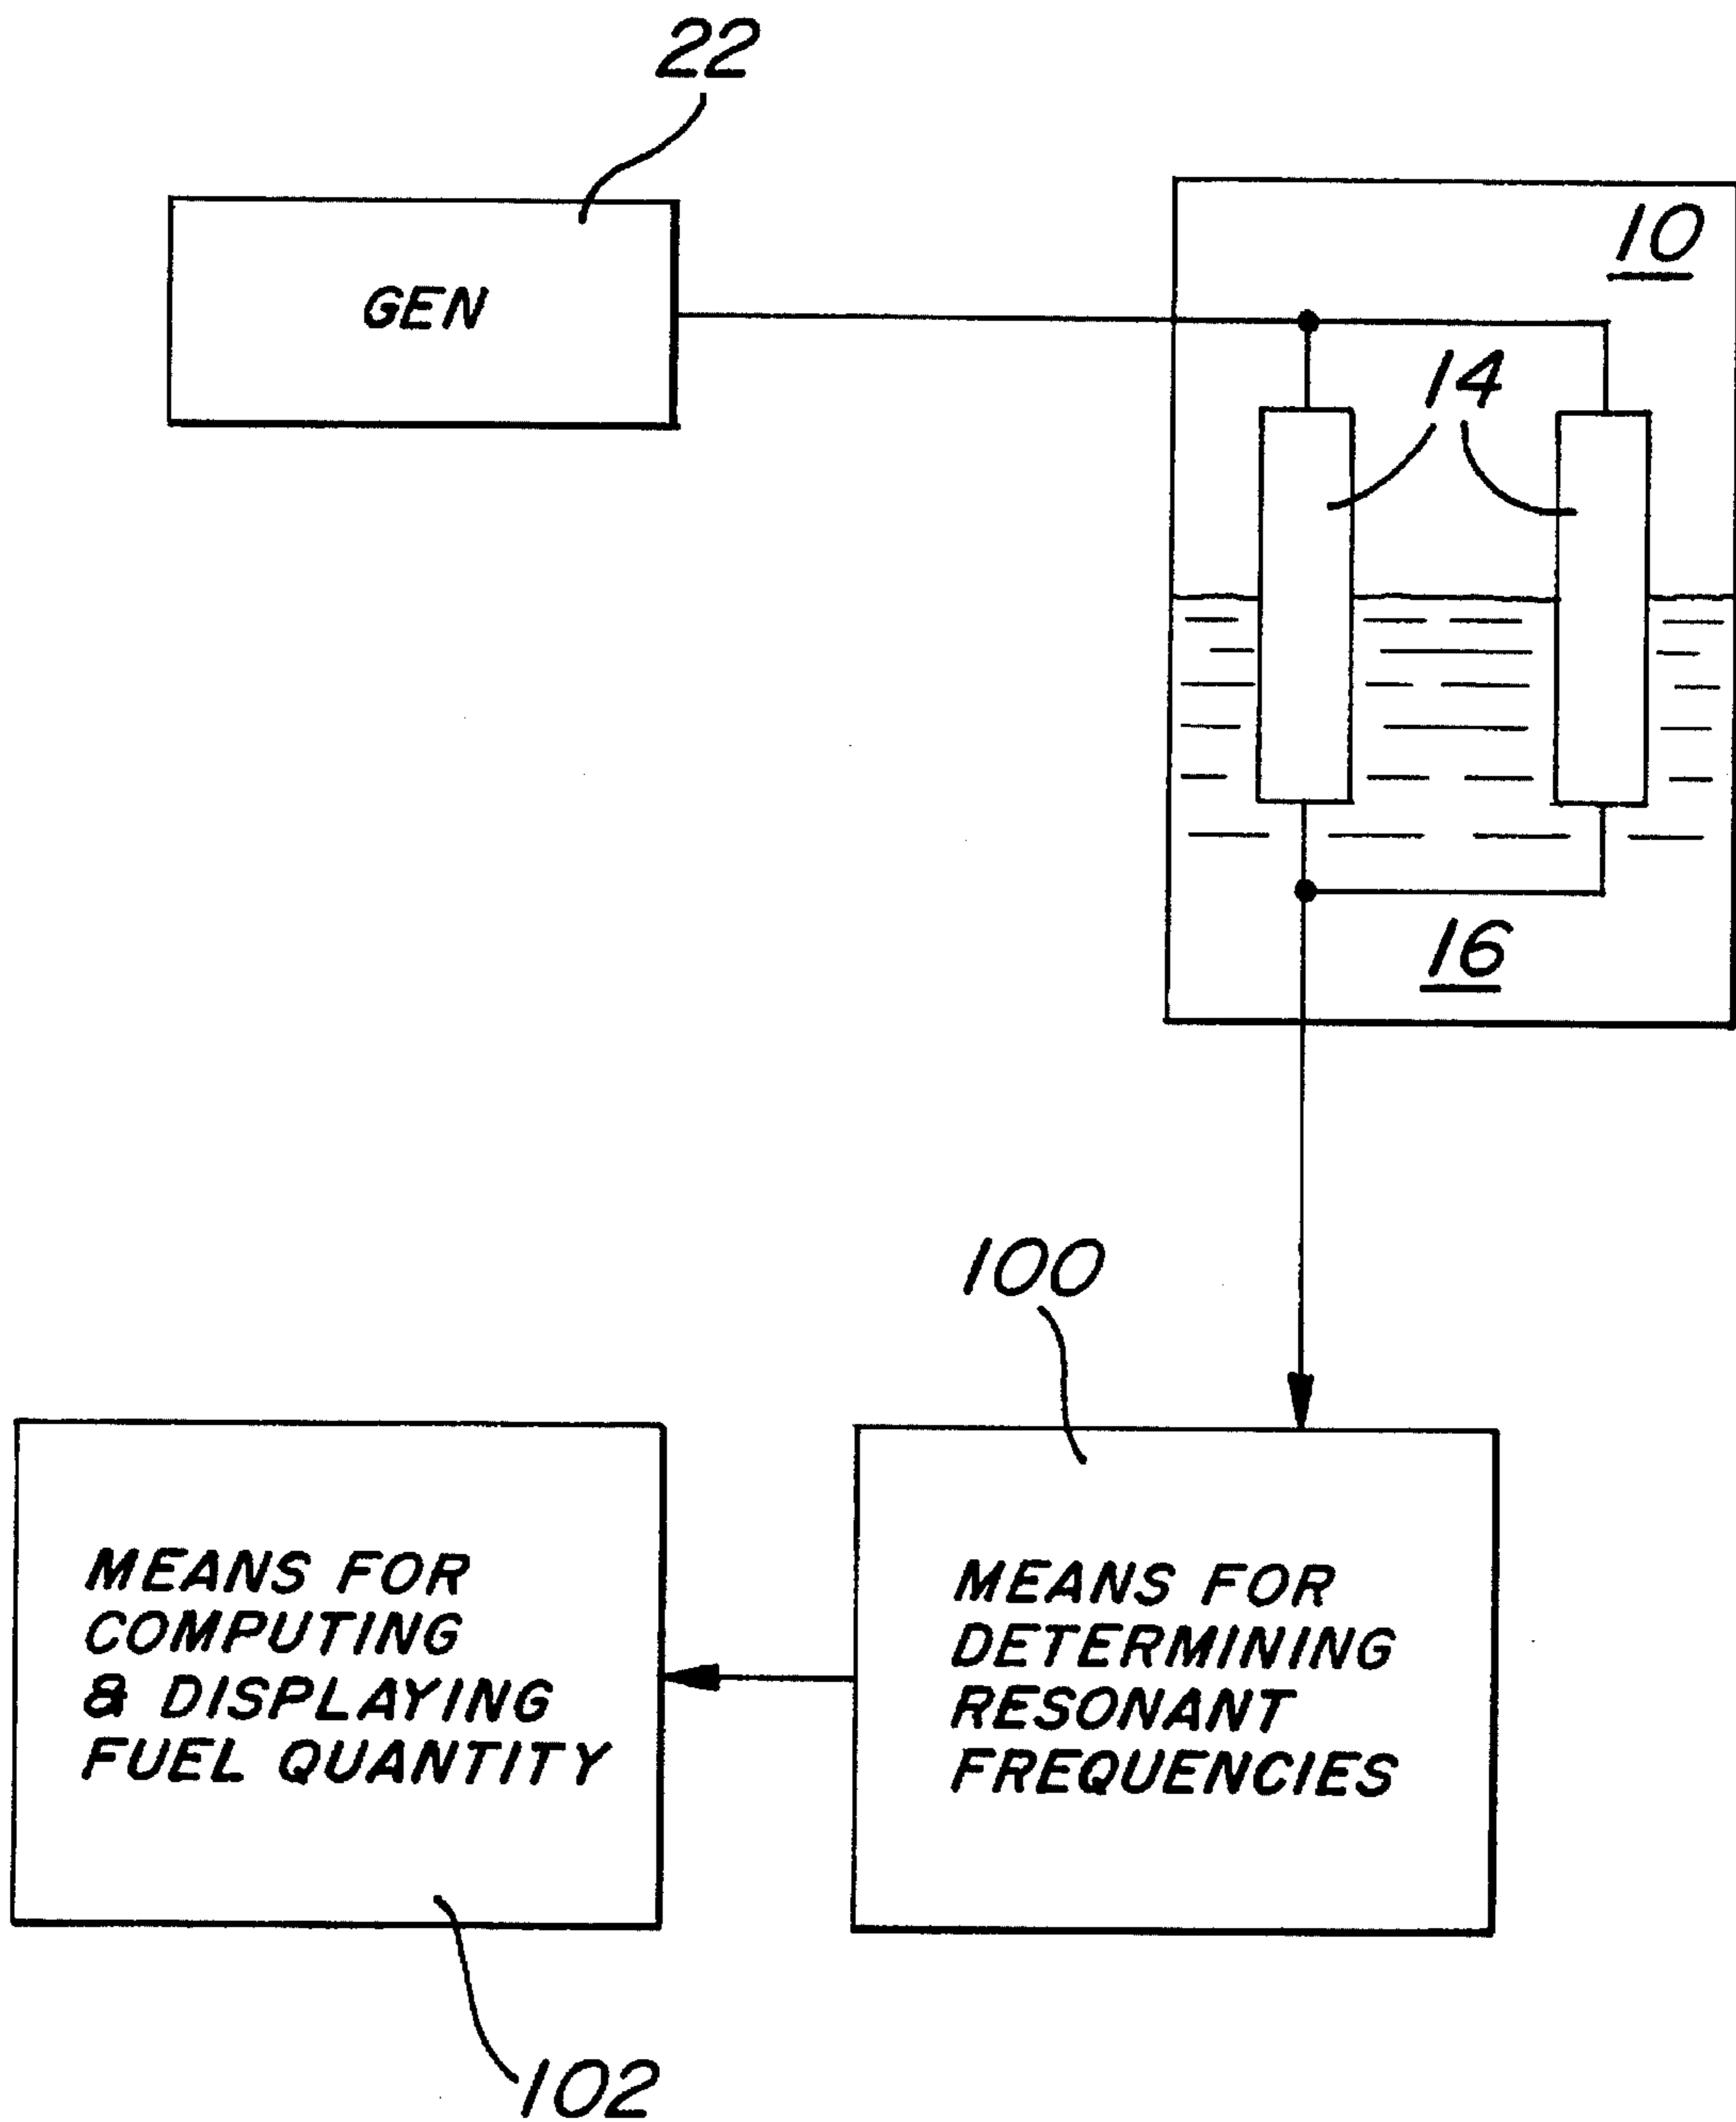 22
GEN
10
14
16
100
MEANS FOR
COMPUTING
& DISPLAYING
FUEL QUANTITY
MEANS FOR
DETERMINING
RESONANT
FREQUENCIES
102